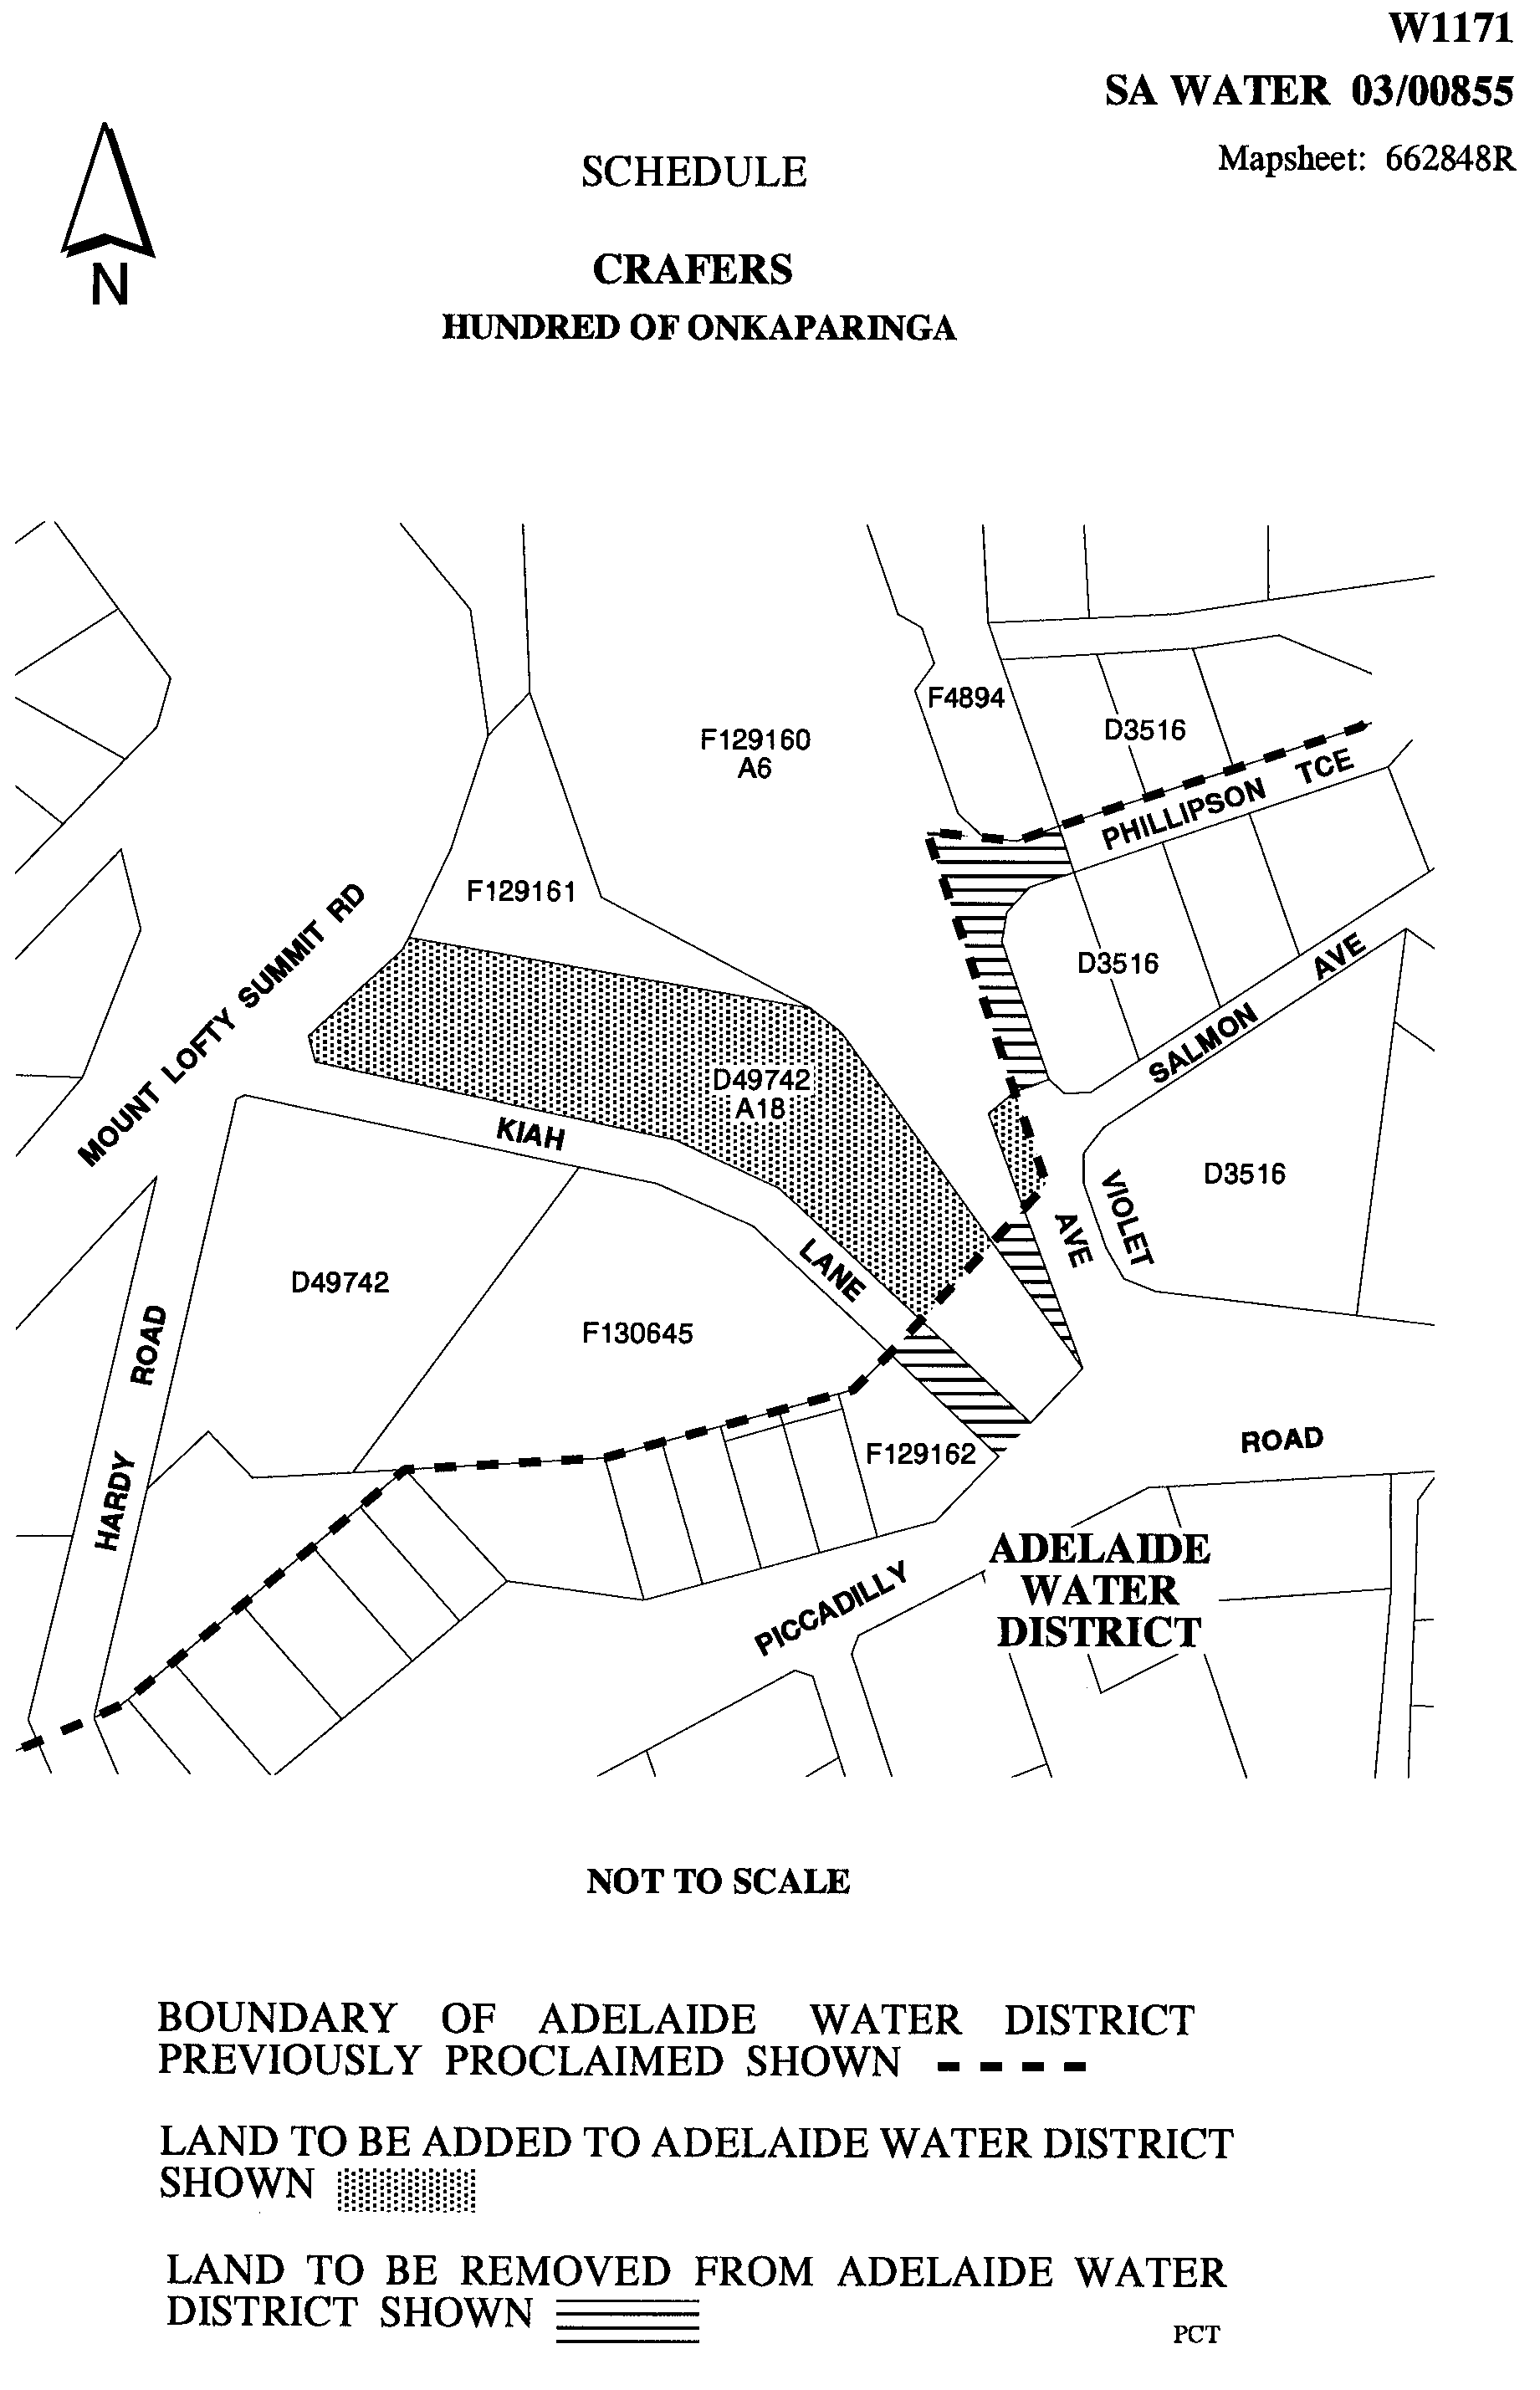 W1171
SA WATER 03/00855
Mapsheet: 662848R
SCHEDULE
CRAFERS
HUNDRED OF ONKAPARINGA
N
F4894
D3516
F129160
A6
PHILLIPSON TCE
F129161
MOUNT LOFTY SUMMIT RD
D3516
SALMON AVE
D49742
A18
KIAH LANE
D3516
VIOLET AVE
D49742
F130645
HARDY ROAD
F129162
PICCADILLY ROAD
ADELAIDE
WATER
DISTRICT
NOT TO SCALE
BOUNDARY OF ADELAIDE WATER DISTRICT
PREVIOUSLY PROCLAIMED SHOWN
LAND TO BE ADDED TO ADELAIDE WATER DISTRICT
SHOWN
LAND TO BE REMOVED FROM ADELAIDE WATER
DISTRICT SHOWN
PCT